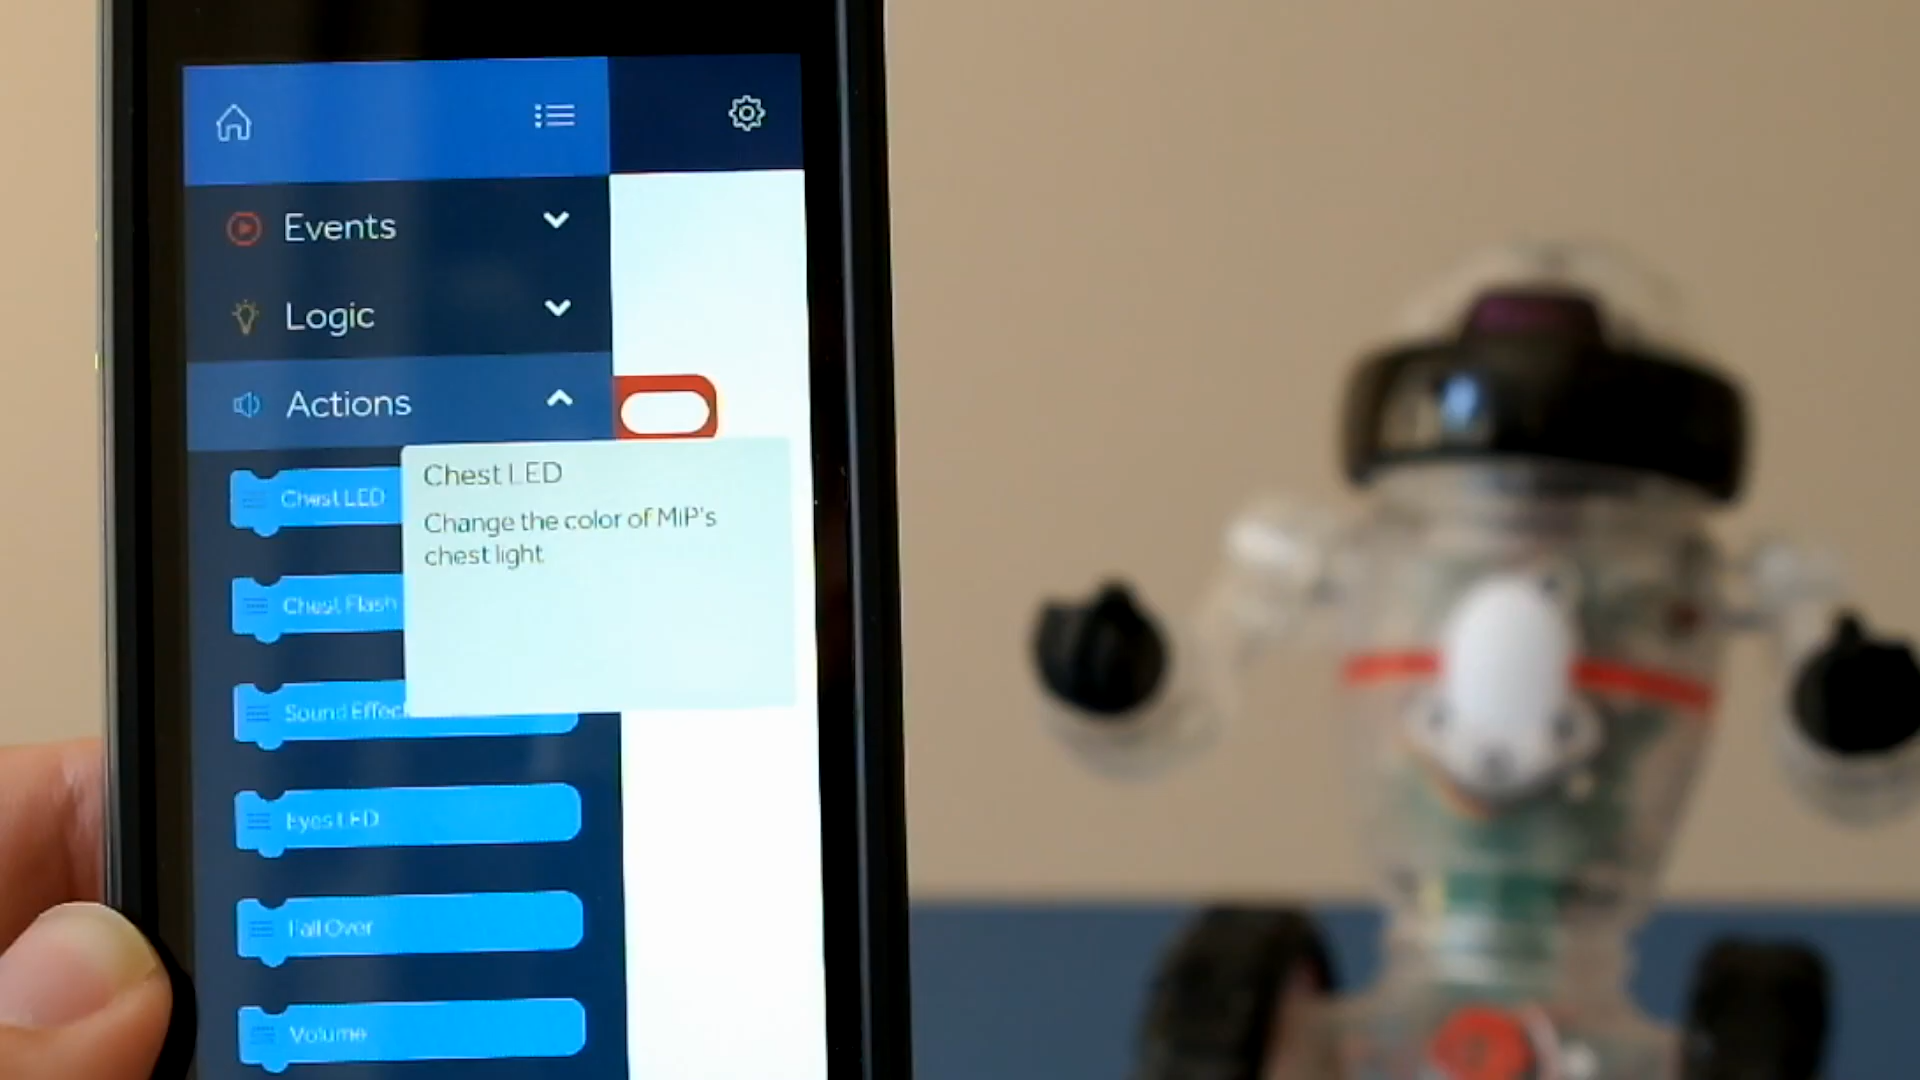 Events
Logic
Actions
Chest LED
Chest LED
Change the color of MiP's
chest light
Chest Flash
Sound Effect
Eyes LED
Fall Over
Volume